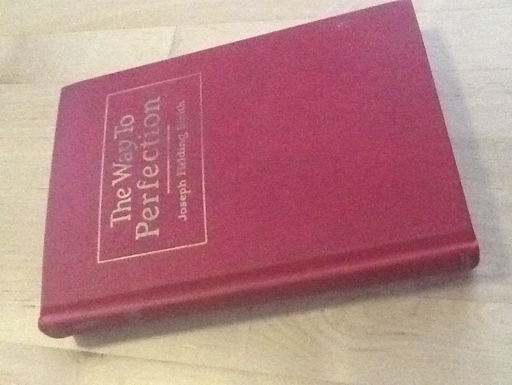 The Way To
Perfection
Joseph Fielding Smith